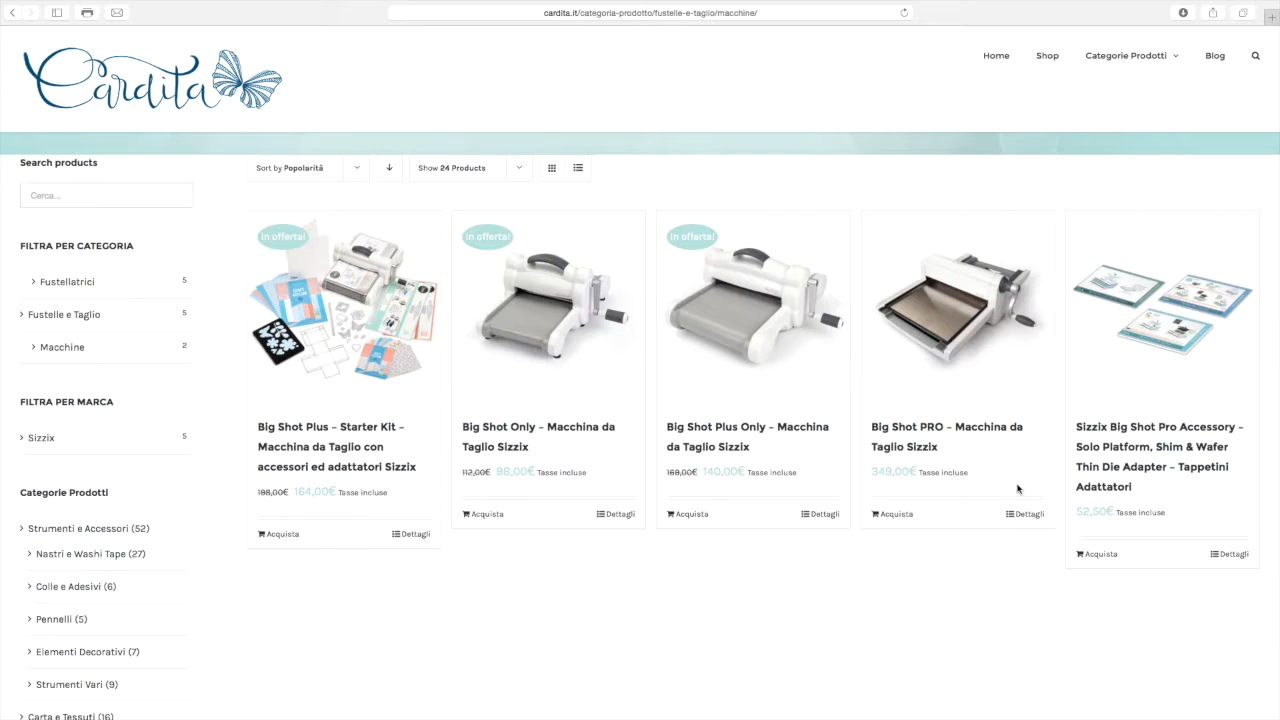 cardita.it/categoria-prodotto/fustelle-e-taglio/macchine/
Cardita
Home
Shop
Categorie Prodotti
Blog
Search products
Cerca...
FILTRA PER CATEGORIA
Fustellatrici 5
Fustelle e Taglio 5
Macchine 2
FILTRA PER MARCA
Sizzix 5
Categorie Prodotti
Strumenti e Accessori (52)
Nastri e Washi Tape (27)
Colle e Adesivi (6)
Pennelli (5)
Elementi Decorativi (7)
Strumenti Vari (9)
Carta e Tessuti (16)
Sort by Popolarità
Show 24 Products
In offerta!
Big Shot Plus – Starter Kit –
Macchina da Taglio con
accessori ed adattatori Sizzix
198,00€ 164,00€ Tasse incluse
Acquista
Dettagli
In offerta!
Big Shot Only – Macchina da
Taglio Sizzix
112,00€ 98,00€ Tasse incluse
Acquista
Dettagli
In offerta!
Big Shot Plus Only – Macchina
da Taglio Sizzix
168,00€ 140,00€ Tasse incluse
Acquista
Dettagli
Big Shot PRO – Macchina da
Taglio Sizzix
349,00€ Tasse incluse
Acquista
Dettagli
Sizzix Big Shot Pro Accessory –
Solo Platform, Shim & Wafer
Thin Die Adapter – Tappetini
Adattatori
52,50€ Tasse incluse
Acquista
Dettagli